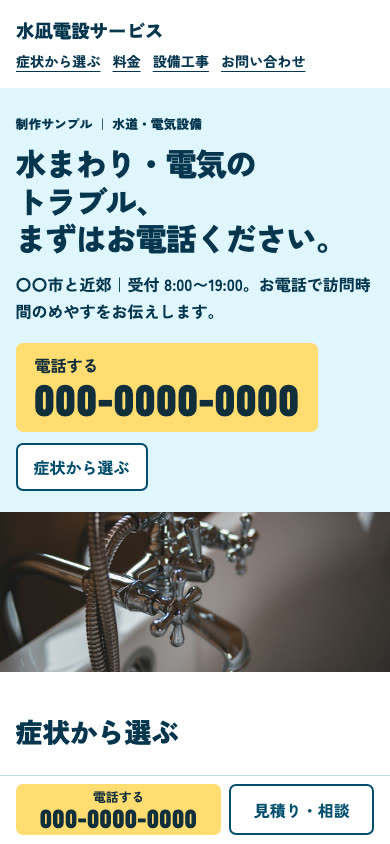 水凪電設サービス
症状から選ぶ 料金 設備工事 お問い合わせ
制作サンプル | 水道・電気設備
水まわり・電気の
トラブル、
まずはお電話ください。
〇〇市と近郊｜受付 8:00〜19:00。お電話で訪問時
間のめやすをお伝えします。
電話する
000-0000-0000
症状から選ぶ
症状から選ぶ
電話する
000-0000-0000
見積り・相談